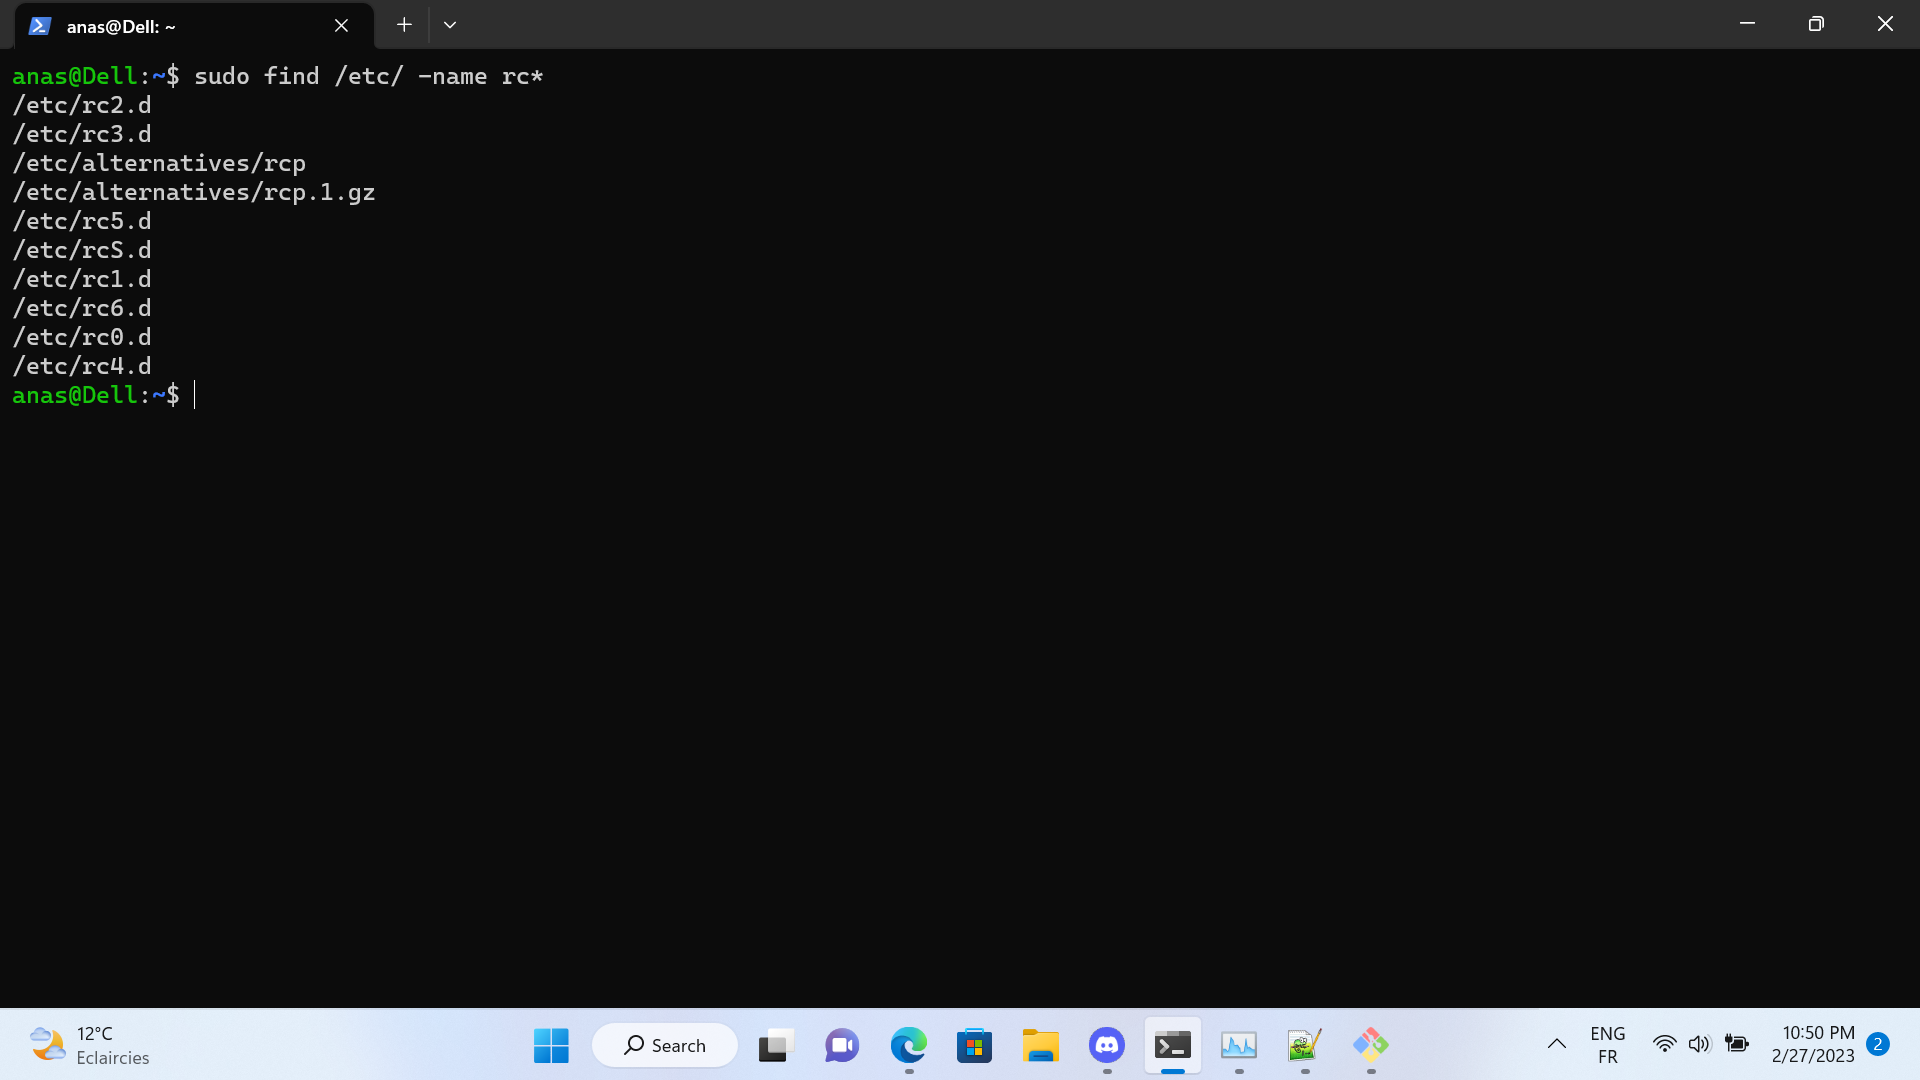 anas@Dell: ~
anas@Dell:~$ sudo find /etc/ -name rc*
/etc/rc2.d
/etc/rc3.d
/etc/alternatives/rcp
/etc/alternatives/rcp.1.gz
/etc/rc5.d
/etc/rcS.d
/etc/rc1.d
/etc/rc6.d
/etc/rc0.d
/etc/rc4.d
anas@Dell:~$
12°C
Eclaircies
Search
ENG
FR
10:50 PM
2/27/2023
2